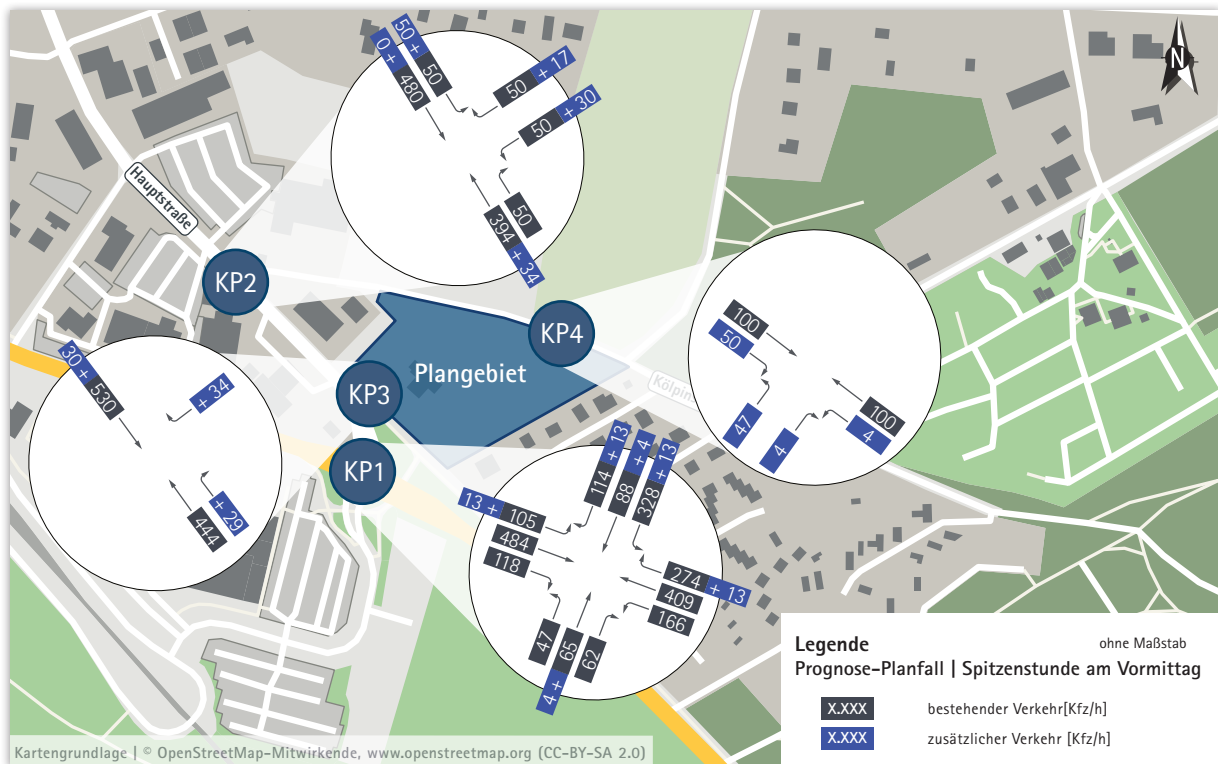 N
Hauptstraße
KP2
0 + 480
50 + 50
50 + 17
50 + 30
50
394 + 34
KP4
Plangebiet
Kölpin
KP3
KP1
30 + 530
+ 34
+ 29
444
100
50
47
4
4
100
114 + 13
88 + 4
328 + 13
13 + 105
484
118
274 + 13
409
166
47
4 + 65
62
Legende
ohne Maßstab
Prognose-Planfall | Spitzenstunde am Vormittag
X.XXX bestehender Verkehr[Kfz/h]
X.XXX zusätzlicher Verkehr [Kfz/h]
Kartengrundlage | © OpenStreetMap-Mitwirkende, www.openstreetmap.org (CC-BY-SA 2.0)